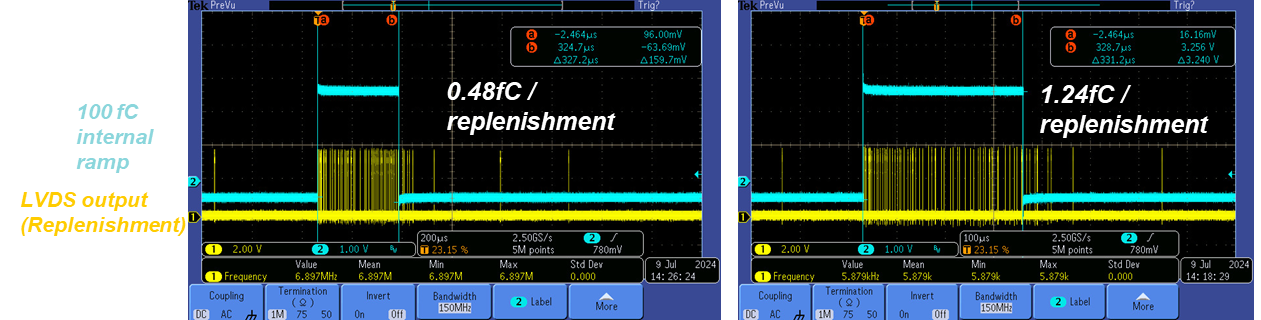 100 fC
internal
ramp
LVDS output
(Replenishment)
Tek PreVu
Trig?
a
b
a -2.464µs 96.00mV
b 324.7µs -63.69mV
Δ327.2µs Δ159.7mV
0.48fC /
replenishment
2
1
1 2.00 V 2 1.00 V
200µs 2.50GS/s 2
T 23.15 % 5M points 780mV
Value Mean Min Max Std Dev
1 Frequency 6.897MHz 6.897M 6.897M 6.897M 0.000
9 Jul 2024
14:26:24
Coupling
DC AC
Termination
(Ω)
1M 75 50
Invert
On Off
Bandwidth
150MHz
2 Label
More
Tek PreVu
Trig?
a
b
a -2.464µs 16.16mV
b 328.7µs 3.256 V
Δ331.2µs Δ3.240 V
1.24fC /
replenishment
2
1
1 2.00 V 2 1.00 V
100µs 2.50GS/s 2
T 23.15 % 5M points 780mV
Value Mean Min Max Std Dev
1 Frequency 5.879kHz 5.879k 5.879k 5.879k 0.000
9 Jul 2024
14:18:29
Coupling
DC AC
Termination
(Ω)
1M 75 50
Invert
On Off
Bandwidth
150MHz
2 Label
More